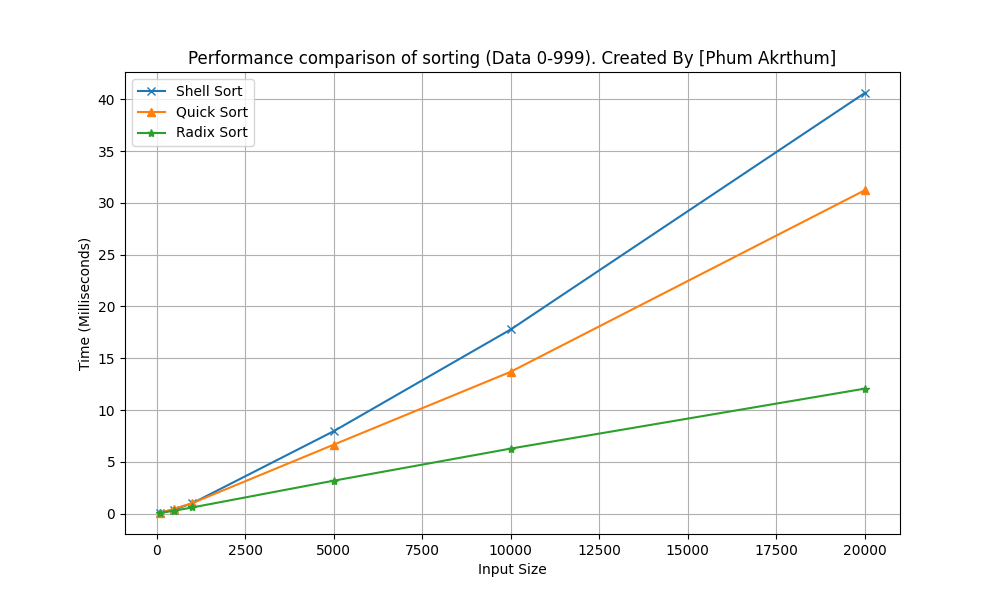 Performance comparison of sorting (Data 0-999). Created By [Phum Akrthum]
Shell Sort
Quick Sort
Radix Sort
40
35
30
25
20
15
10
5
0
Time (Milliseconds)
0 2500 5000 7500 10000 12500 15000 17500 20000
Input Size